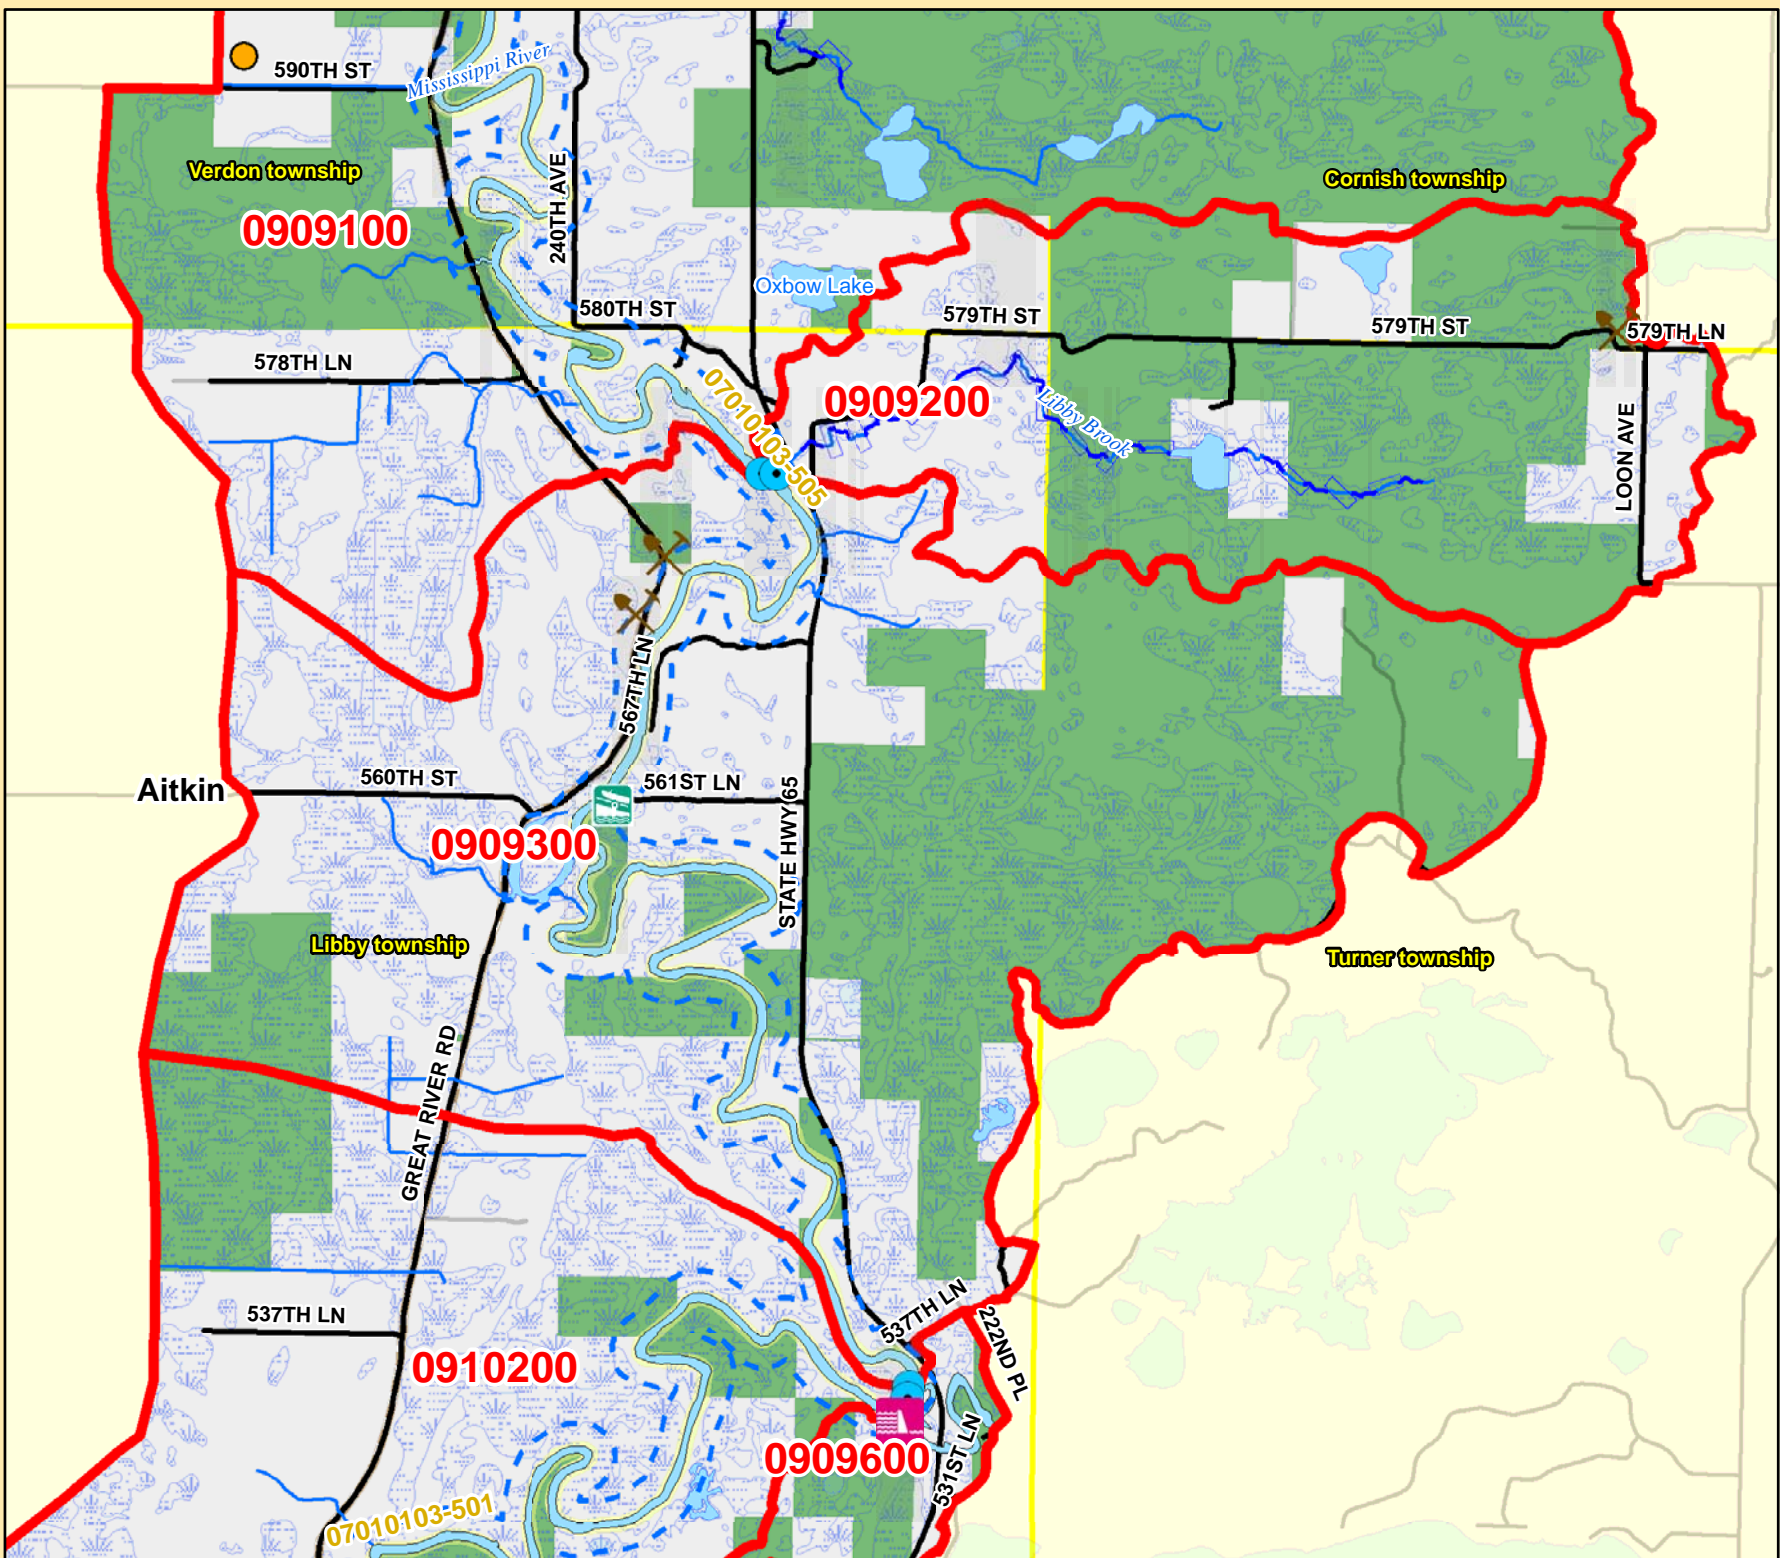 590TH ST
Mississippi River
Verdon township
Cornish township
0909100
240TH AVE
Oxbow Lake
580TH ST
579TH ST
579TH ST
579TH LN
578TH LN
07010103-505
0909200
Libby Brook
LOON AVE
567TH LN
Aitkin
560TH ST
561ST LN
STATE HWY 65
0909300
Libby township
Turner township
GREAT RIVER RD
537TH LN
537TH LN
222ND PL
0910200
0909600
531ST LN
07010103-501